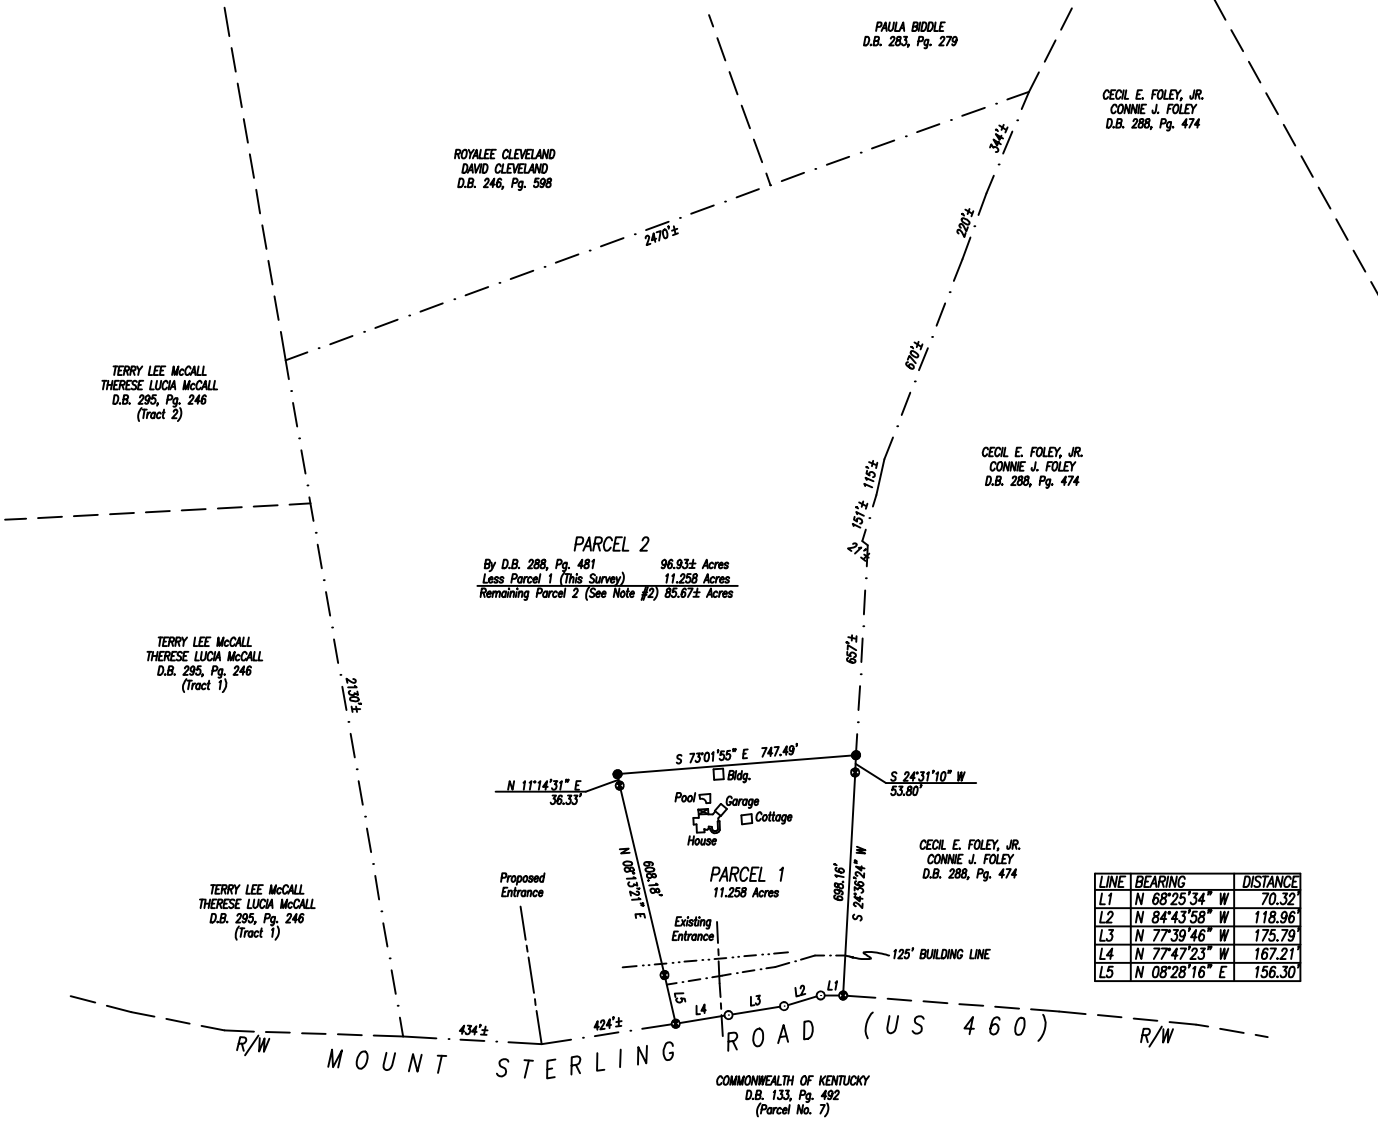 PAULA BIDDLE
D.B. 283, Pg. 279
CECIL E. FOLEY, JR.
CONNIE J. FOLEY
D.B. 288, Pg. 474
344'±
ROYALEE CLEVELAND
DAVID CLEVELAND
D.B. 246, Pg. 598
2470'±
220'±
670'±
TERRY LEE McCALL
THERESE LUCIA McCALL
D.B. 295, Pg. 246
(Tract 2)
CECIL E. FOLEY, JR.
CONNIE J. FOLEY
D.B. 288, Pg. 474
115'±
151'±
21'±
PARCEL 2
By D.B. 288, Pg. 481 96.93± Acres
Less Parcel 1 (This Survey) 11.258 Acres
Remaining Parcel 2 (See Note #2) 85.67± Acres
TERRY LEE McCALL
THERESE LUCIA McCALL
D.B. 295, Pg. 246
(Tract 1)
657'±
2130'±
S 73°01'55" E 747.49'
N 11°14'31" E
36.33'
S 24°31'10" W
53.80'
Bldg.
Pool
Garage
Cottage
House
N 08°13'21" E
608.18'
698.16'
S 24°36'24" W
PARCEL 1
11.258 Acres
CECIL E. FOLEY, JR.
CONNIE J. FOLEY
D.B. 288, Pg. 474
TERRY LEE McCALL
THERESE LUCIA McCALL
D.B. 295, Pg. 246
(Tract 1)
Proposed
Entrance
Existing
Entrance
125' BUILDING LINE
LINE BEARING DISTANCE
L1 N 68°25'34" W 70.32'
L2 N 84°43'58" W 118.96'
L3 N 77°39'46" W 175.79'
L4 N 77°47'23" W 167.21'
L5 N 08°28'16" E 156.30'
L5
L4
L3
L2
L1
434'±
424'±
R/W
MOUNT STERLING ROAD (US 460)
R/W
COMMONWEALTH OF KENTUCKY
D.B. 133, Pg. 492
(Parcel No. 7)